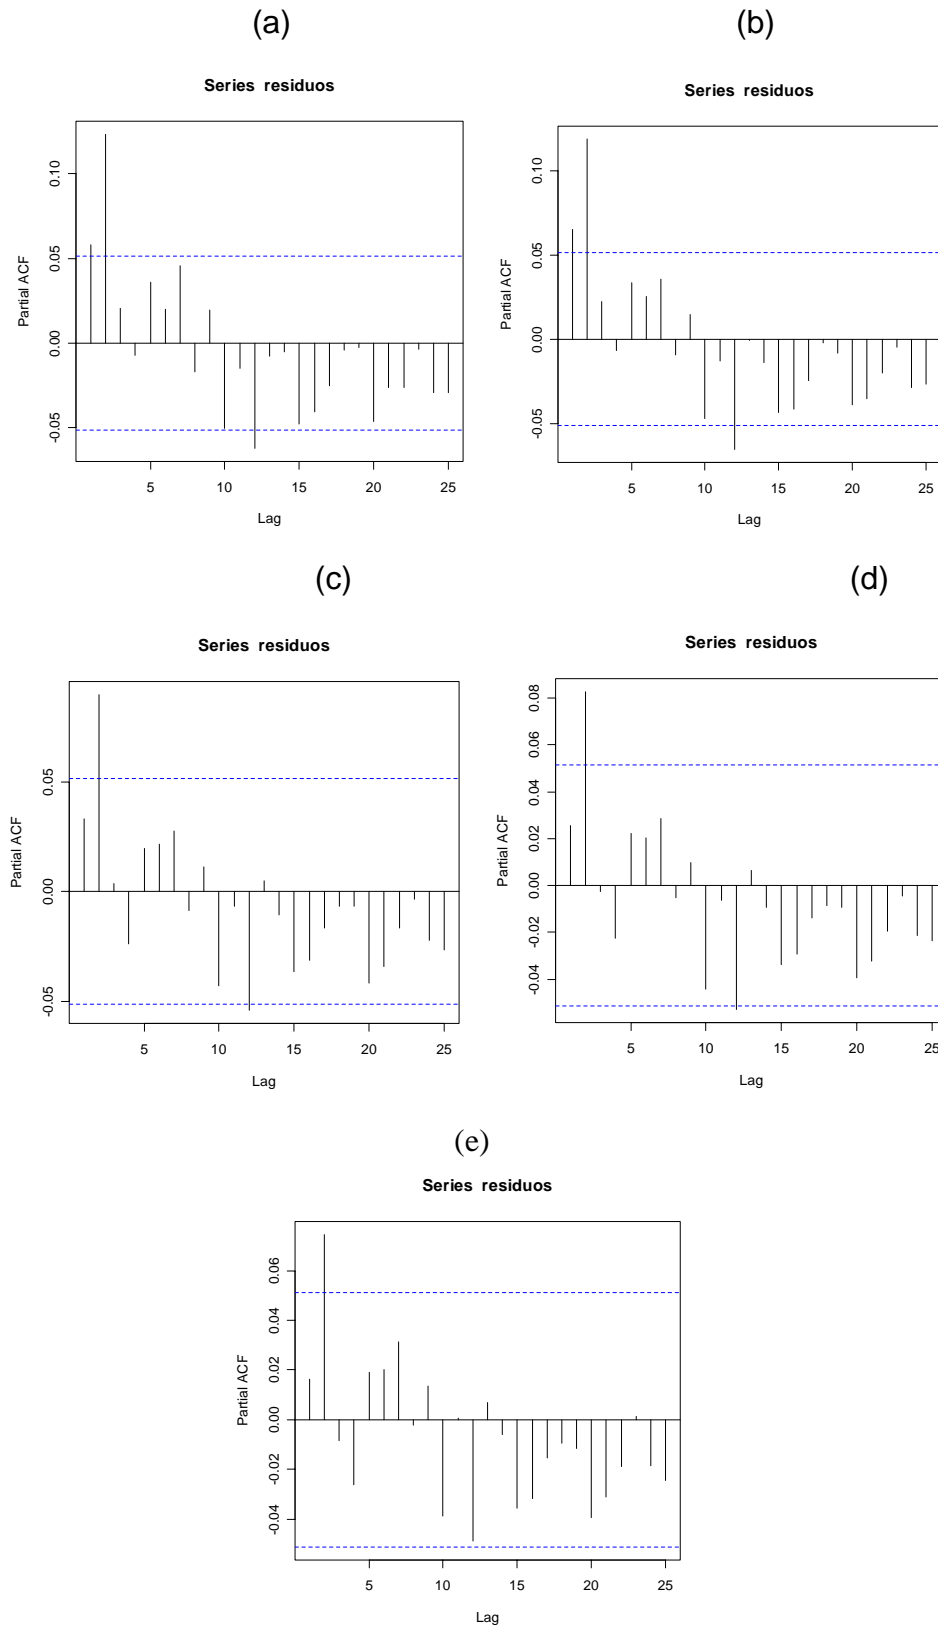 (a)
Series residuos
Partial ACF
0.10
0.05
0.00
-0.05
5 10 15 20 25
Lag
(b)
Series residuos
Partial ACF
0.10
0.05
0.00
-0.05
5 10 15 20 25
Lag
(c)
Series residuos
Partial ACF
0.05
0.00
-0.05
5 10 15 20 25
Lag
(d)
Series residuos
Partial ACF
0.08
0.06
0.04
0.02
0.00
-0.02
-0.04
5 10 15 20 25
Lag
(e)
Series residuos
Partial ACF
0.06
0.04
0.02
0.00
-0.02
-0.04
5 10 15 20 25
Lag